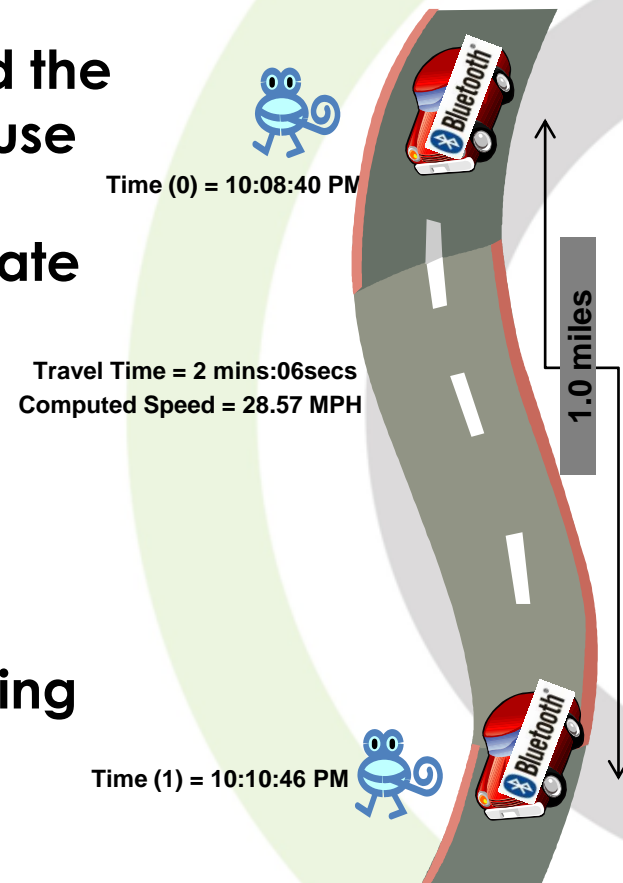 d the
use
Bluetooth®
Time (0) = 10:08:40 PM
ate
1.0 miles
Travel Time = 2 mins:06secs
Computed Speed = 28.57 MPH
ing
Bluetooth®
Time (1) = 10:10:46 PM